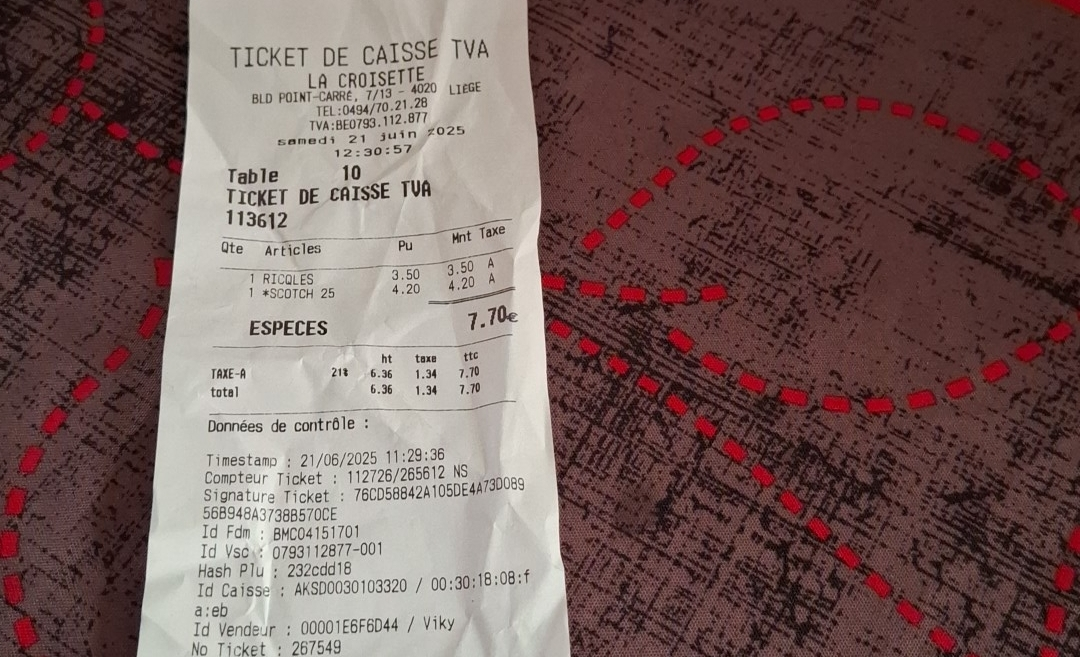 TICKET DE CAISSE TVA
LA CROISETTE
BLD POINT-CARRE, 7/13 - 4020 LIEGE
TEL:0494/70.21.28
TVA:BE0793.112.877
samedi 21 juin 2025
12:30:57
Table 10
TICKET DE CAISSE TVA
113612
Qte Articles Pu Mnt Taxe
1 RICQLES 3.50 3.50 A
1 *SCOTCH 25 4.20 4.20 A
ESPECES 7.70€
ht taxe ttc
TAXE-A 21% 6.36 1.34 7.70
total 6.36 1.34 7.70
Données de contrôle :
Timestamp : 21/06/2025 11:29:36
Compteur Ticket : 112726/265612 NS
Signature Ticket : 76CD58842A105DE4A73D089
56B948A3738B570CE
Id Fdm : BMC04151701
Id Vsc : 0793112877-001
Hash Plu : 232cdd18
Id Caisse : AKSD0030103320 / 00:30:18:08:f
a:eb
Id Vendeur : 00001E6F6D44 / Viky
No Ticket : 267549